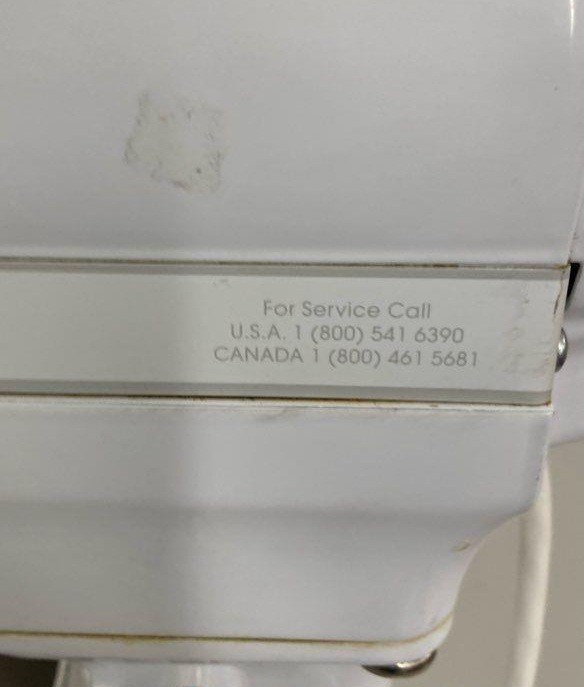 For Service Call
U.S.A. 1 (800) 541 6390
CANADA 1 (800) 461 5681